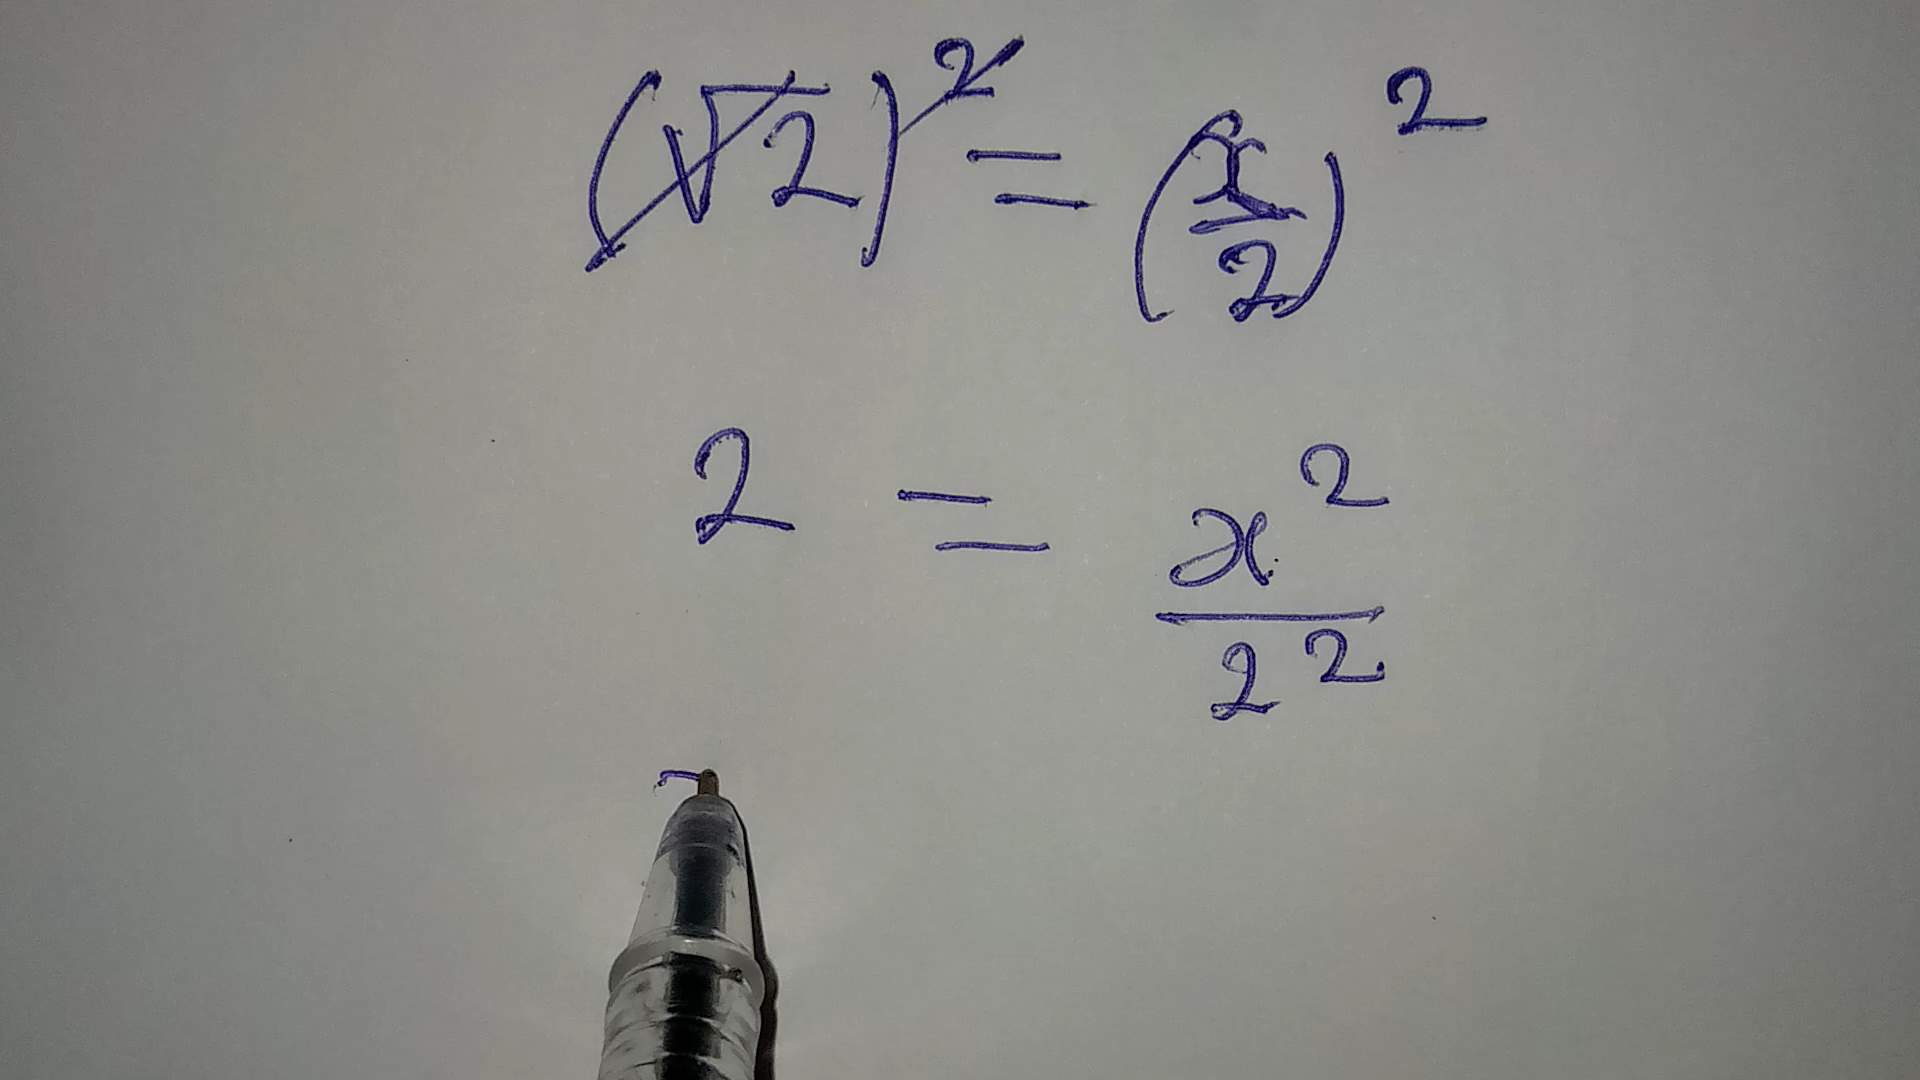 (√2)² = (x/2)²
2 = x²/2²